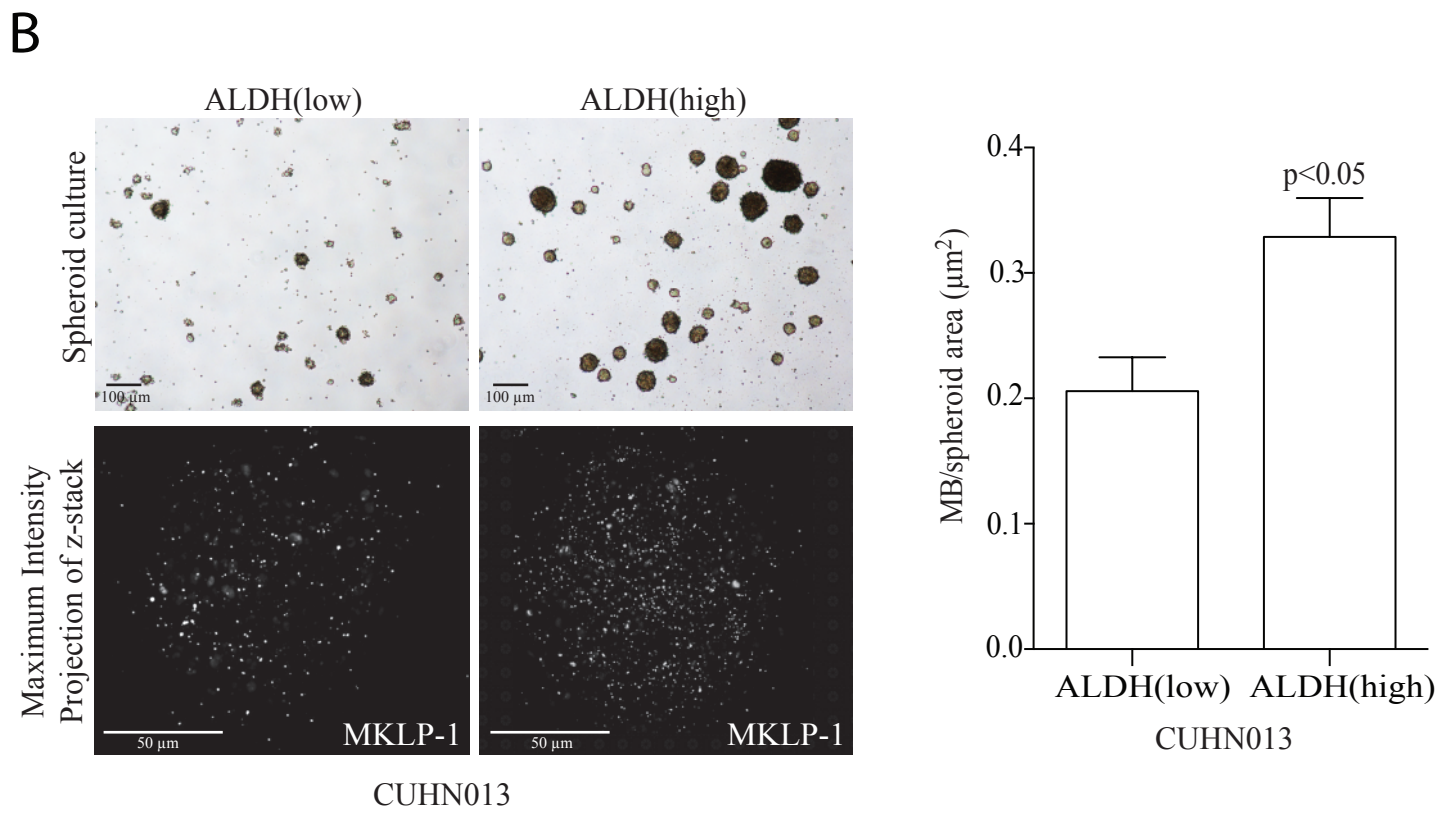 B
ALDH(low)
ALDH(high)
Spheroid culture
100 µm
100 µm
Maximum Intensity
Projection of z-stack
50 µm
MKLP-1
50 µm
MKLP-1
CUHN013
MB/spheroid area (µm²)
0.4
0.3
0.2
0.1
0.0
p<0.05
ALDH(low)
ALDH(high)
CUHN013